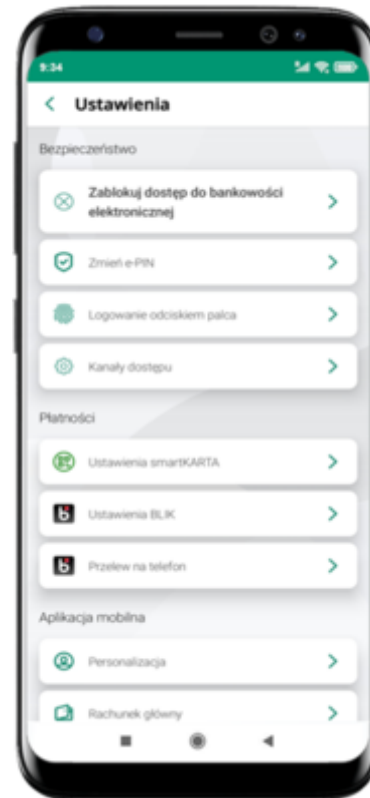 9:34
Ustawienia
Bezpieczeństwo
Zablokuj dostęp do bankowości
elektronicznej
Zmień e-PIN
Logowanie odciskiem palca
Kanały dostępu
Płatności
Ustawienia smartKARTA
Ustawienia BLIK
Przelew na telefon
Aplikacja mobilna
Personalizacja
Rachunek główny